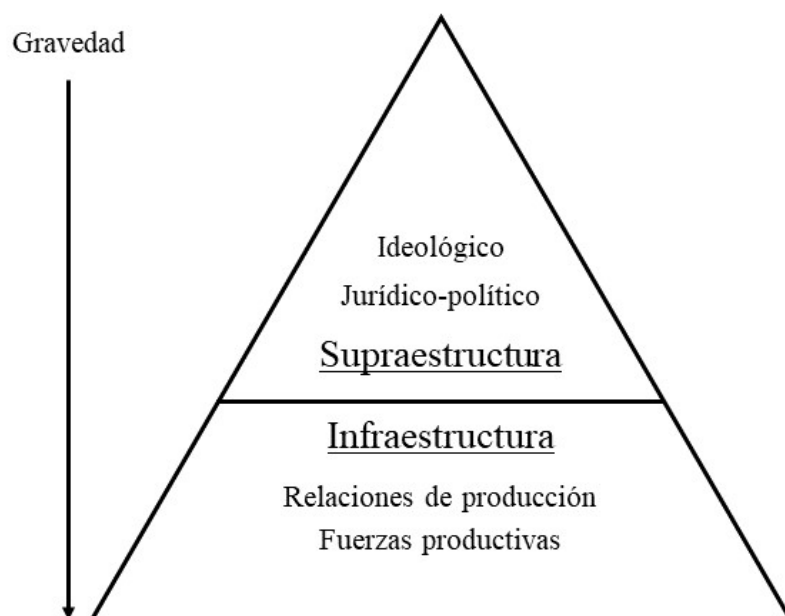 Gravedad
Ideológico
Jurídico-político
Supraestructura
Infraestructura
Relaciones de producción
Fuerzas productivas